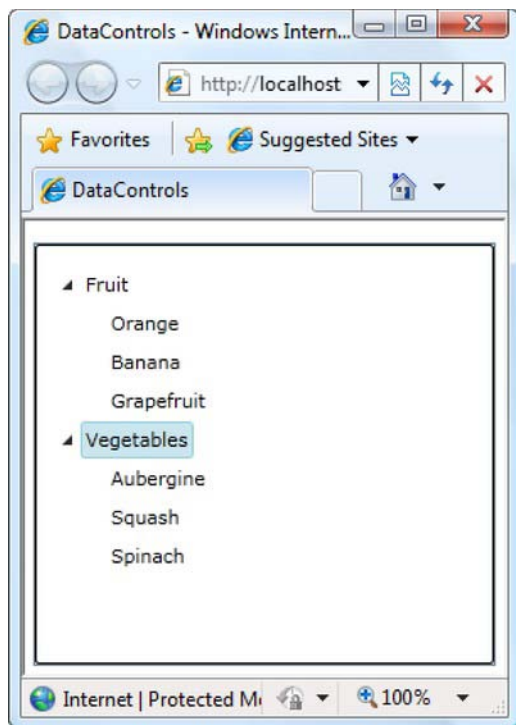 DataControls - Windows Intern...
http://localhost
Favorites Suggested Sites
DataControls
Fruit
Orange
Banana
Grapefruit
Vegetables
Aubergine
Squash
Spinach
Internet | Protected M 100%